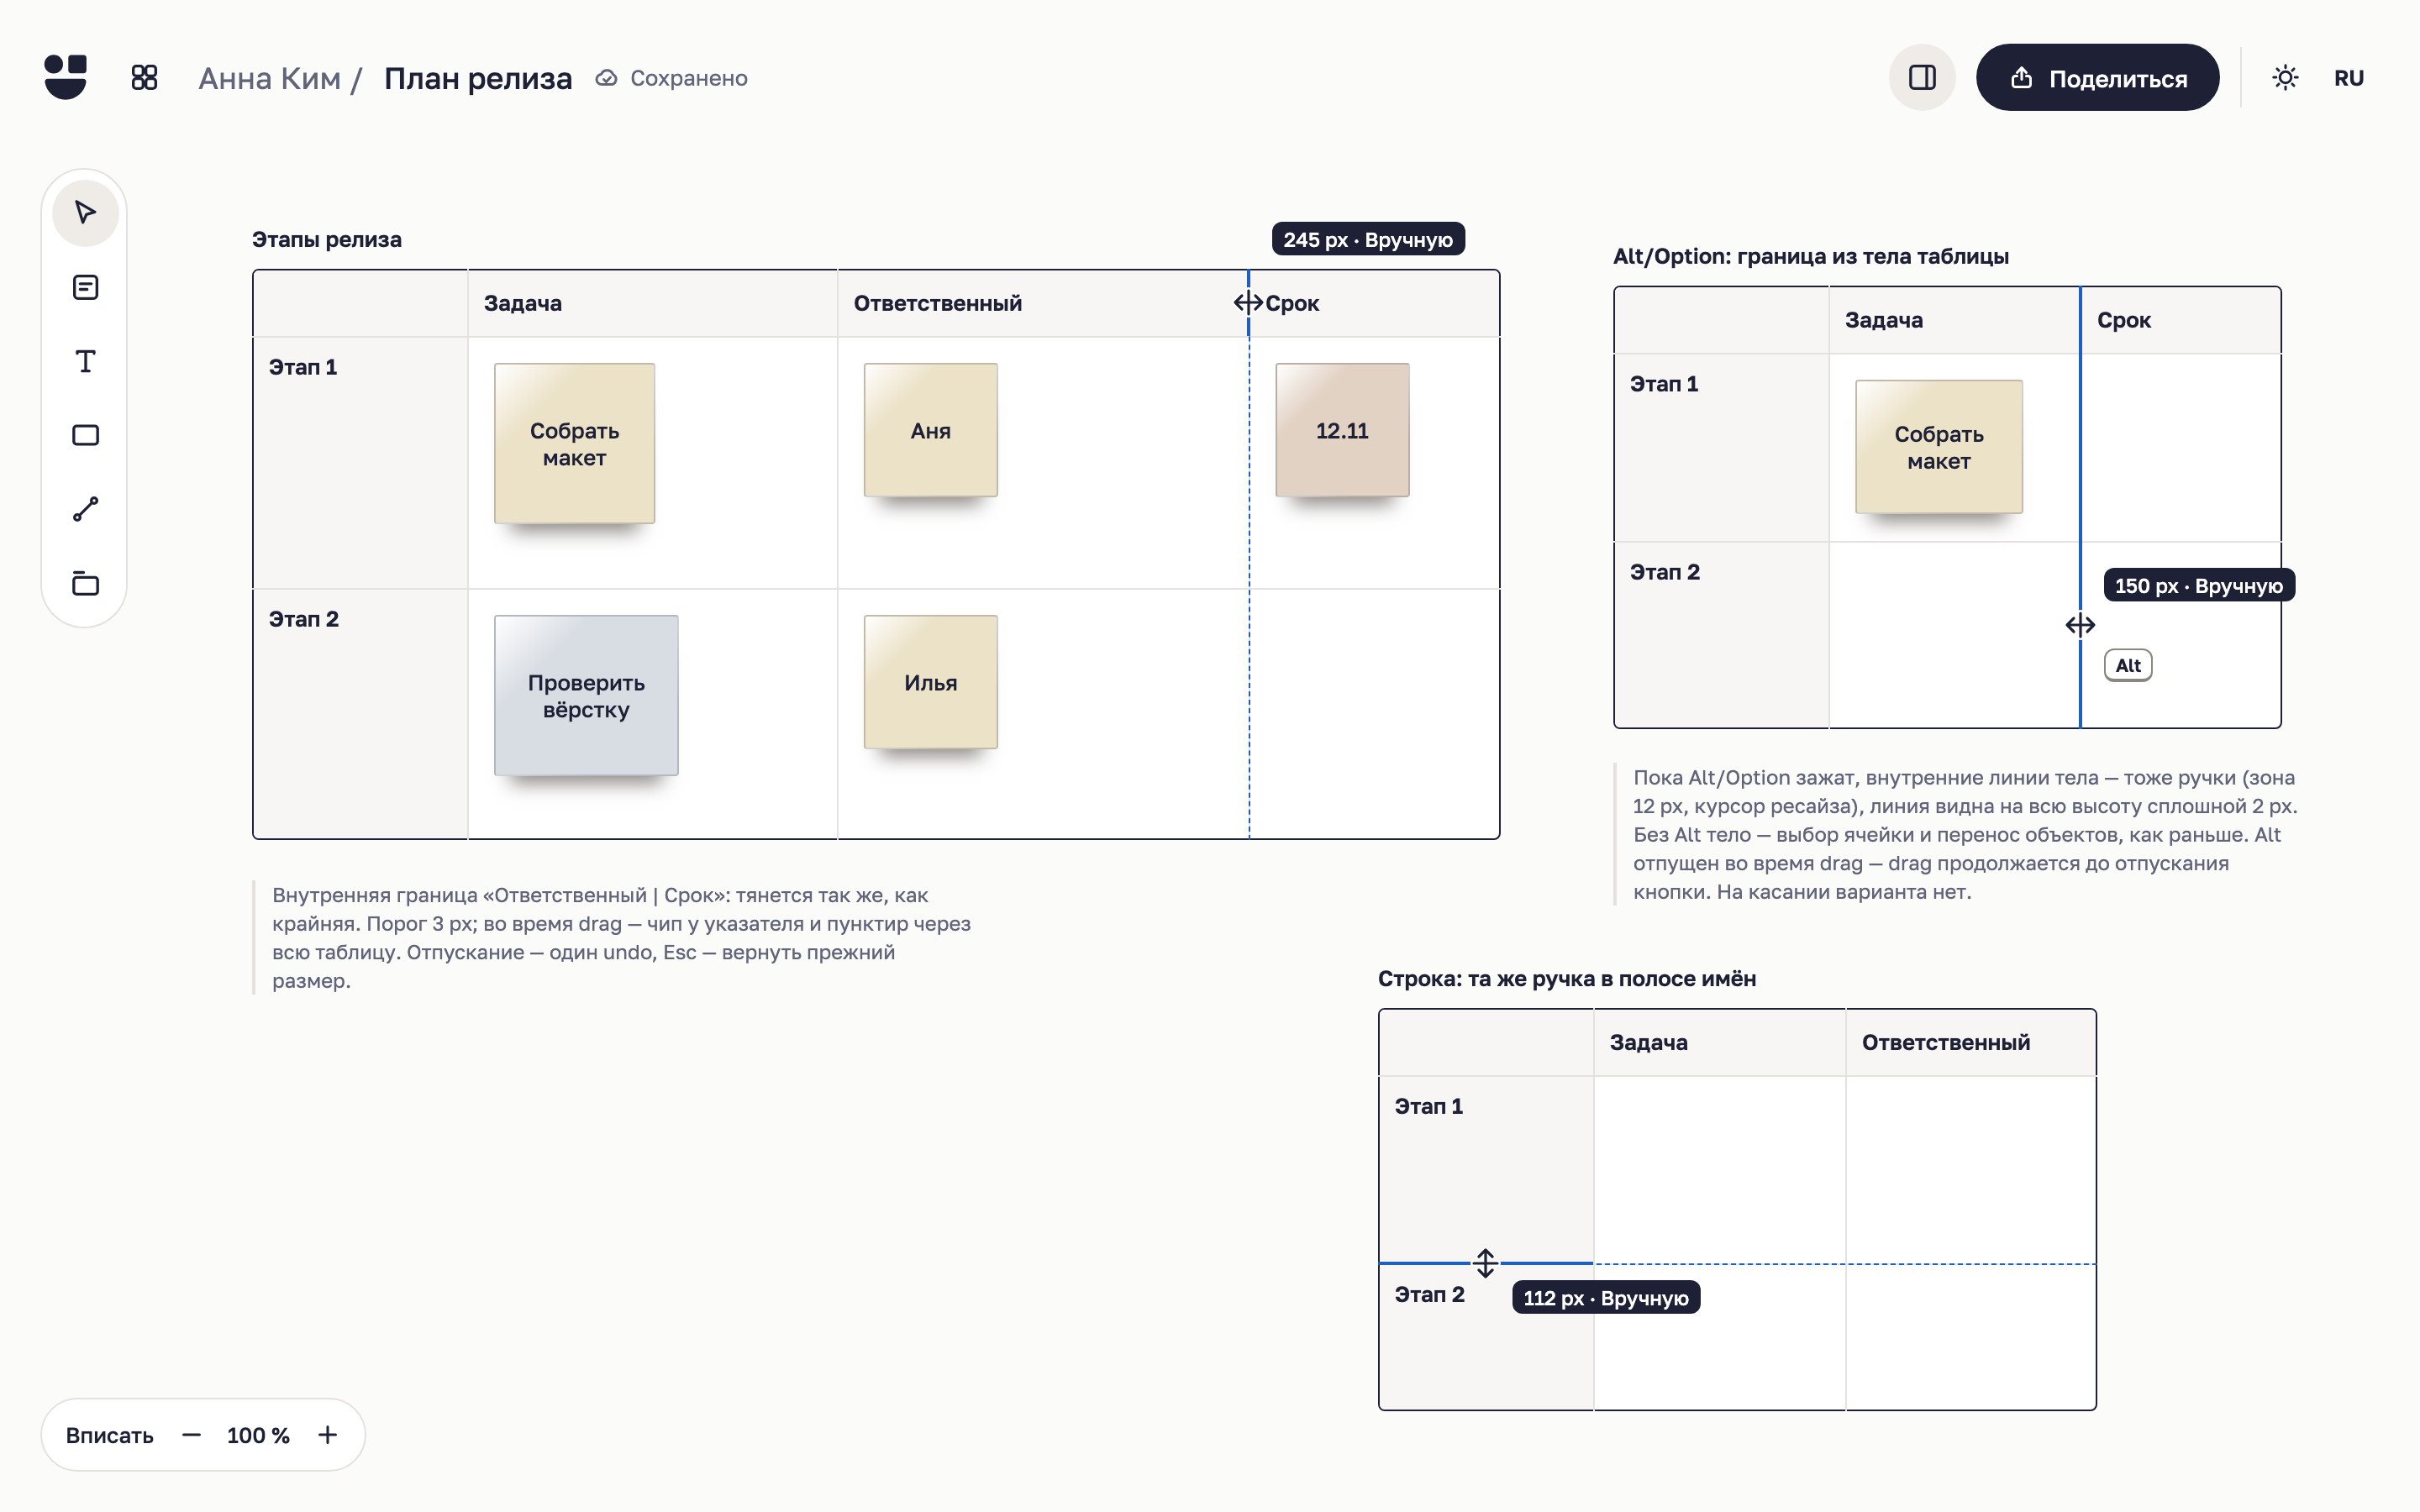 Анна Ким / План релиза Сохранено
Поделиться
RU
Этапы релиза
245 px · Вручную
Задача Ответственный Срок
Этап 1
Собрать
макет
Аня
12.11
Этап 2
Проверить
вёрстку
Илья
Внутренняя граница «Ответственный | Срок»: тянется так же, как
крайняя. Порог 3 px; во время drag — чип у указателя и пунктир через
всю таблицу. Отпускание — один undo, Esc — вернуть прежний
размер.
Alt/Option: граница из тела таблицы
Задача Срок
Этап 1
Собрать
макет
Этап 2
150 px · Вручную
Alt
Пока Alt/Option зажат, внутренние линии тела — тоже ручки (зона
12 px, курсор ресайза), линия видна на всю высоту сплошной 2 px.
Без Alt тело — выбор ячейки и перенос объектов, как раньше. Alt
отпущен во время drag — drag продолжается до отпускания
кнопки. На касании варианта нет.
Строка: та же ручка в полосе имён
Задача Ответственный
Этап 1
Этап 2
112 px · Вручную
Вписать — 100 % +